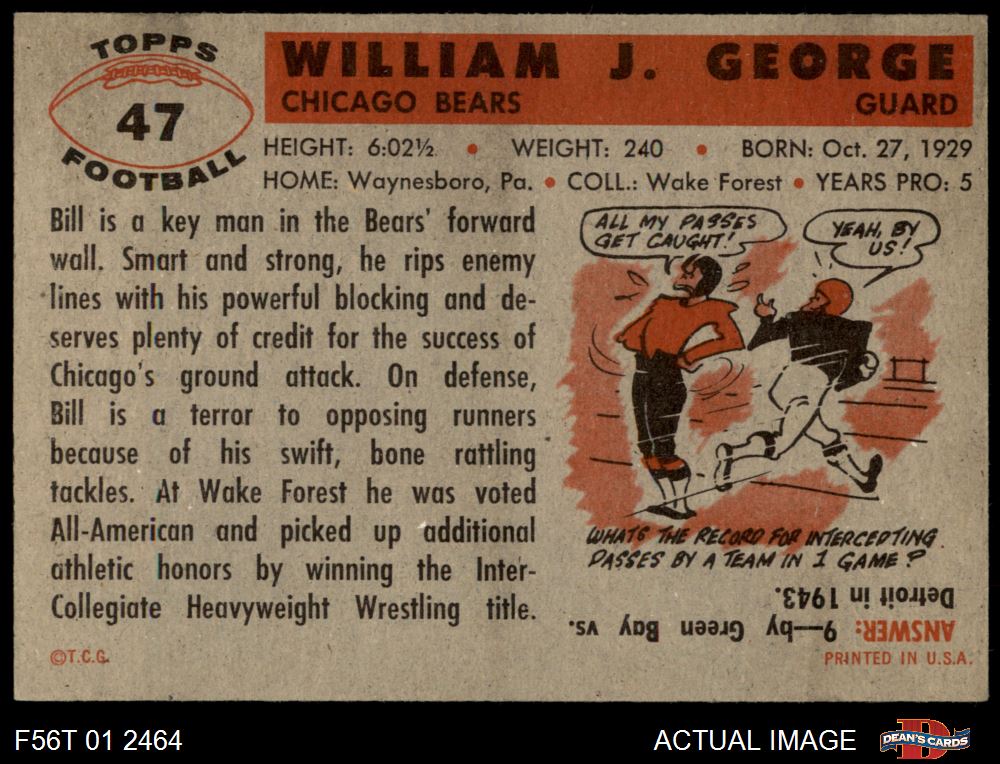 TOPPS
47
FOOTBALL
WILLIAM J. GEORGE
CHICAGO BEARS GUARD
HEIGHT: 6:02½ • WEIGHT: 240 • BORN: Oct. 27, 1929
HOME: Waynesboro, Pa. • COLL.: Wake Forest • YEARS PRO: 5
Bill is a key man in the Bears' forward
wall. Smart and strong, he rips enemy
lines with his powerful blocking and de-
serves plenty of credit for the success of
Chicago's ground attack. On defense,
Bill is a terror to opposing runners
because of his swift, bone rattling
tackles. At Wake Forest he was voted
All-American and picked up additional
athletic honors by winning the Inter-
Collegiate Heavyweight Wrestling title.
©T.C.G.
ALL MY PASSES
GET CAUGHT!
YEAH, BY
US!
WHATS THE RECORD FOR INTERCEPTING
PASSES BY A TEAM IN 1 GAME?
ANSWER: 9—by Green Bay vs.
Detroit in 1943.
PRINTED IN U.S.A.
F56T 01 2464
ACTUAL IMAGE
DEAN'S CARDS